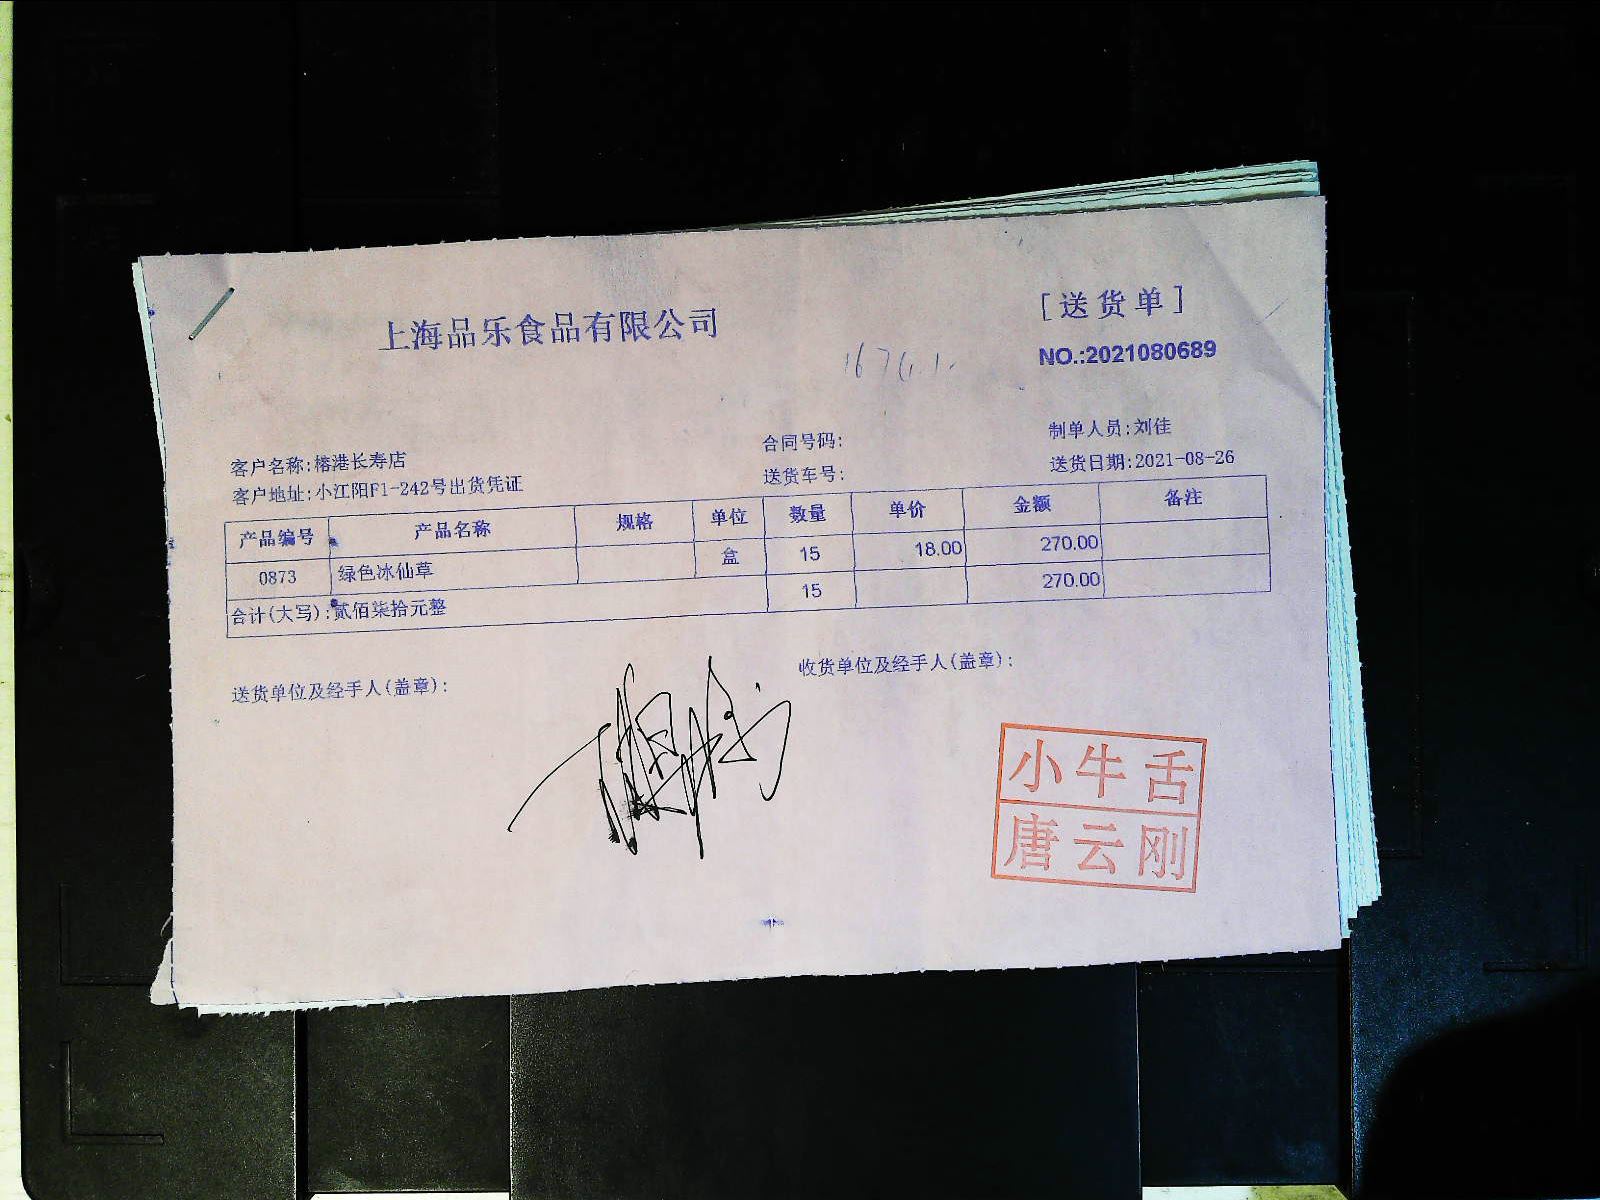 上海品乐食品有限公司
[送货单]
NO.:2021080689
客户名称:榕港长寿店
合同号码:
制单人员:刘佳
客户地址:小江阳F1-242号出货凭证
送货车号:
送货日期:2021-08-26
产品编号 产品名称 规格 单位 数量 单价 金额 备注
0873 绿色冰仙草 盒 15 18.00 270.00
合计(大写):贰佰柒拾元整 15 270.00
送货单位及经手人(盖章):
收货单位及经手人(盖章):
小牛舌
唐云刚